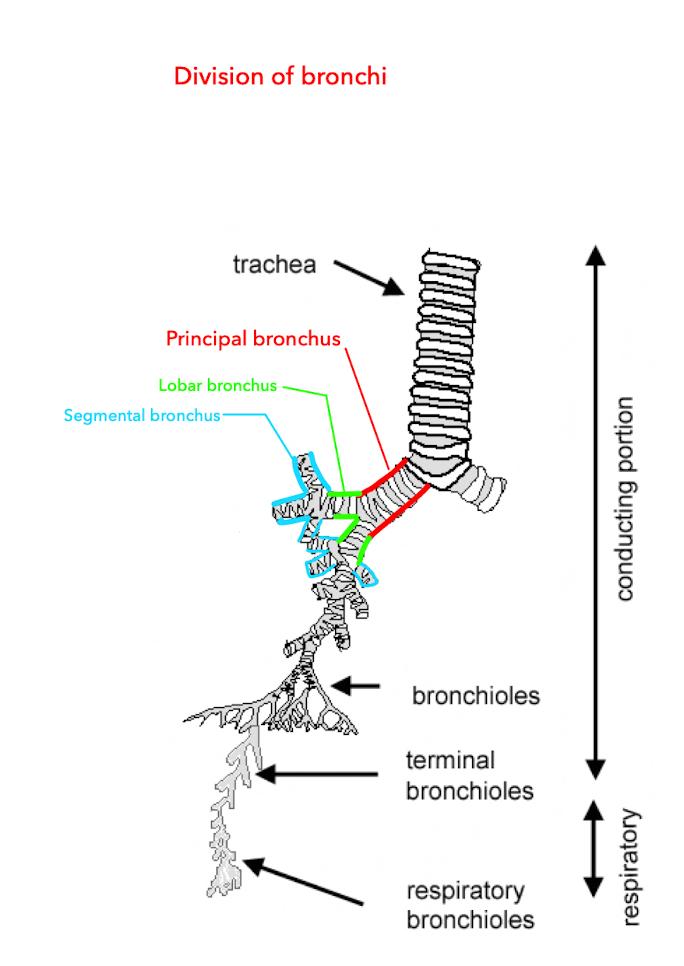 Division of bronchi
trachea
Principal bronchus
Lobar bronchus
Segmental bronchus
conducting portion
bronchioles
terminal
bronchioles
respiratory
respiratory
bronchioles